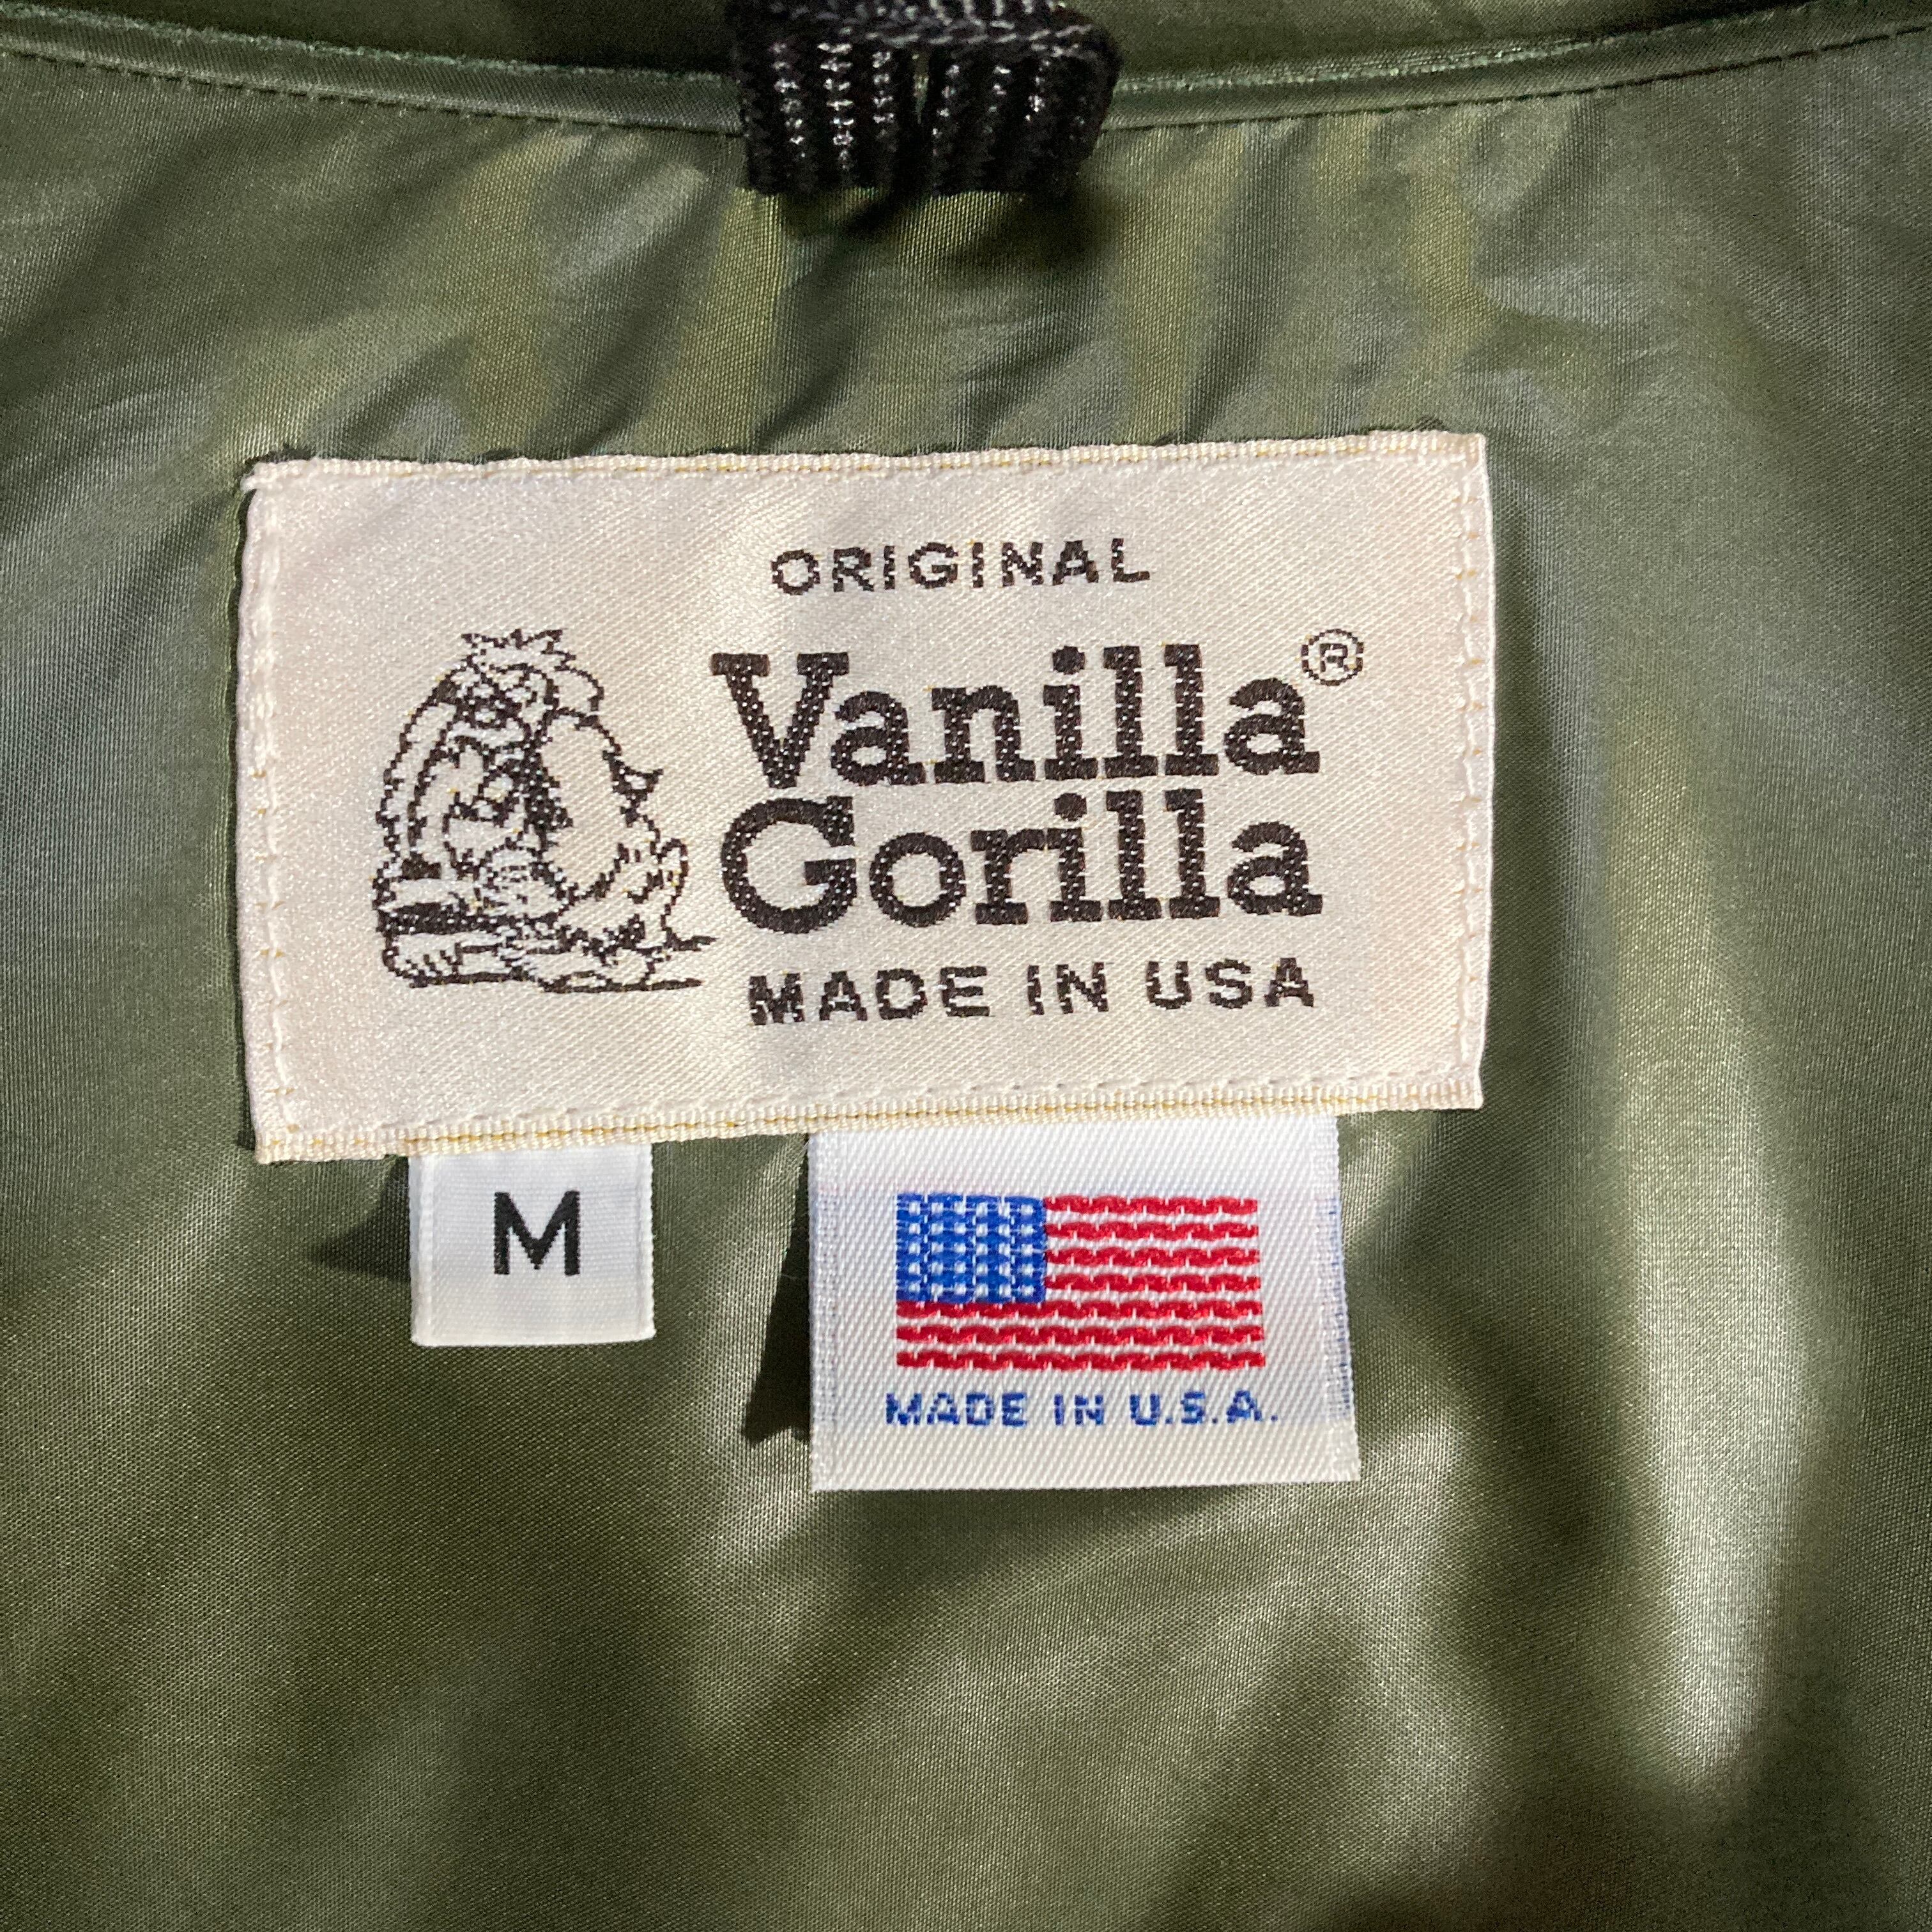 ORIGINAL
Vanilla®
Gorilla
MADE IN USA
M
MADE IN U.S.A.